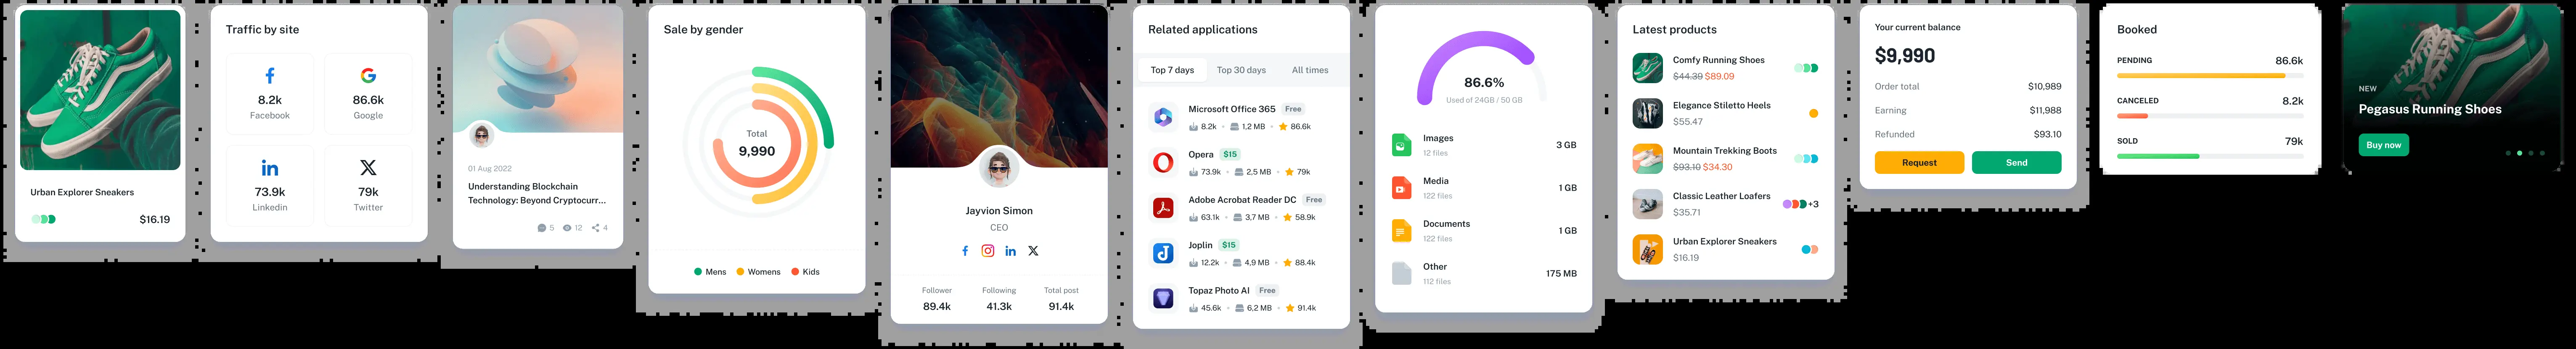 Urban Explorer Sneakers
$16.19
Traffic by site
8.2k
Facebook
86.6k
Google
73.9k
Linkedin
79k
Twitter
01 Aug 2022
Understanding Blockchain
Technology: Beyond Cryptocurr...
5
12
4
Sale by gender
Total
9,990
Mens
Womens
Kids
Jayvion Simon
CEO
Follower
89.4k
Following
41.3k
Total post
91.4k
Related applications
Top 7 days
Top 30 days
All times
Microsoft Office 365 Free
8.2k • 1,2 MB • 86.6k
Opera $15
73.9k • 2,5 MB • 79k
Adobe Acrobat Reader DC Free
63.1k • 3,7 MB • 58.9k
Joplin $15
12.2k • 4,9 MB • 88.4k
Topaz Photo AI Free
45.6k • 6,2 MB • 91.4k
86.6%
Used of 24GB / 50 GB
Images
12 files
3 GB
Media
122 files
1 GB
Documents
122 files
1 GB
Other
112 files
175 MB
Latest products
Comfy Running Shoes
$44.39 $89.09
Elegance Stiletto Heels
$55.47
Mountain Trekking Boots
$93.10 $34.30
Classic Leather Loafers
$35.71
+3
Urban Explorer Sneakers
$16.19
Your current balance
$9,990
Order total $10,989
Earning $11,988
Refunded $93.10
Request
Send
Booked
PENDING 86.6k
CANCELED 8.2k
SOLD 79k
NEW
Pegasus Running Shoes
Buy now